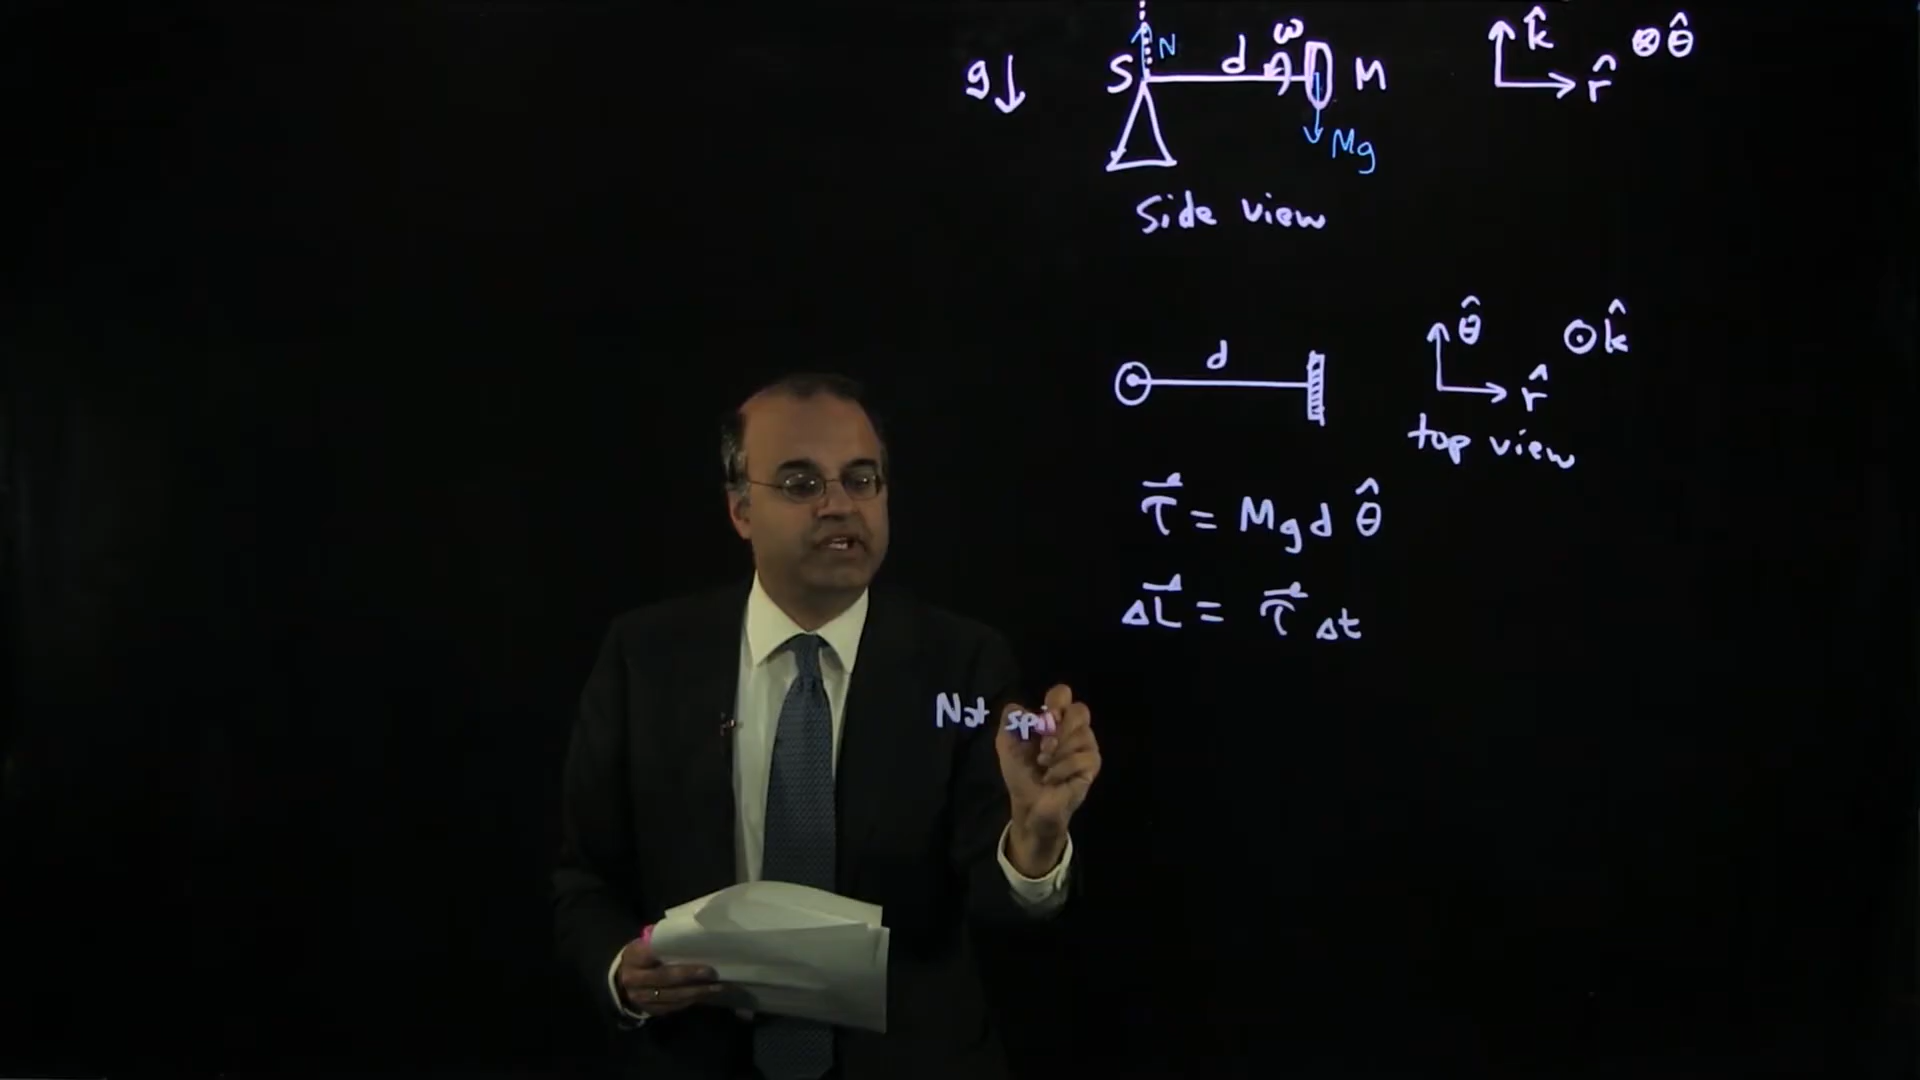 g↓ S N d ω M k̂ r̂ ⊗ θ̂
Mg
Side view
d θ̂ r̂ ⊙ k̂
top view
τ⃗ = Mgd θ̂
ΔL⃗ = τ⃗ Δt
Not spi